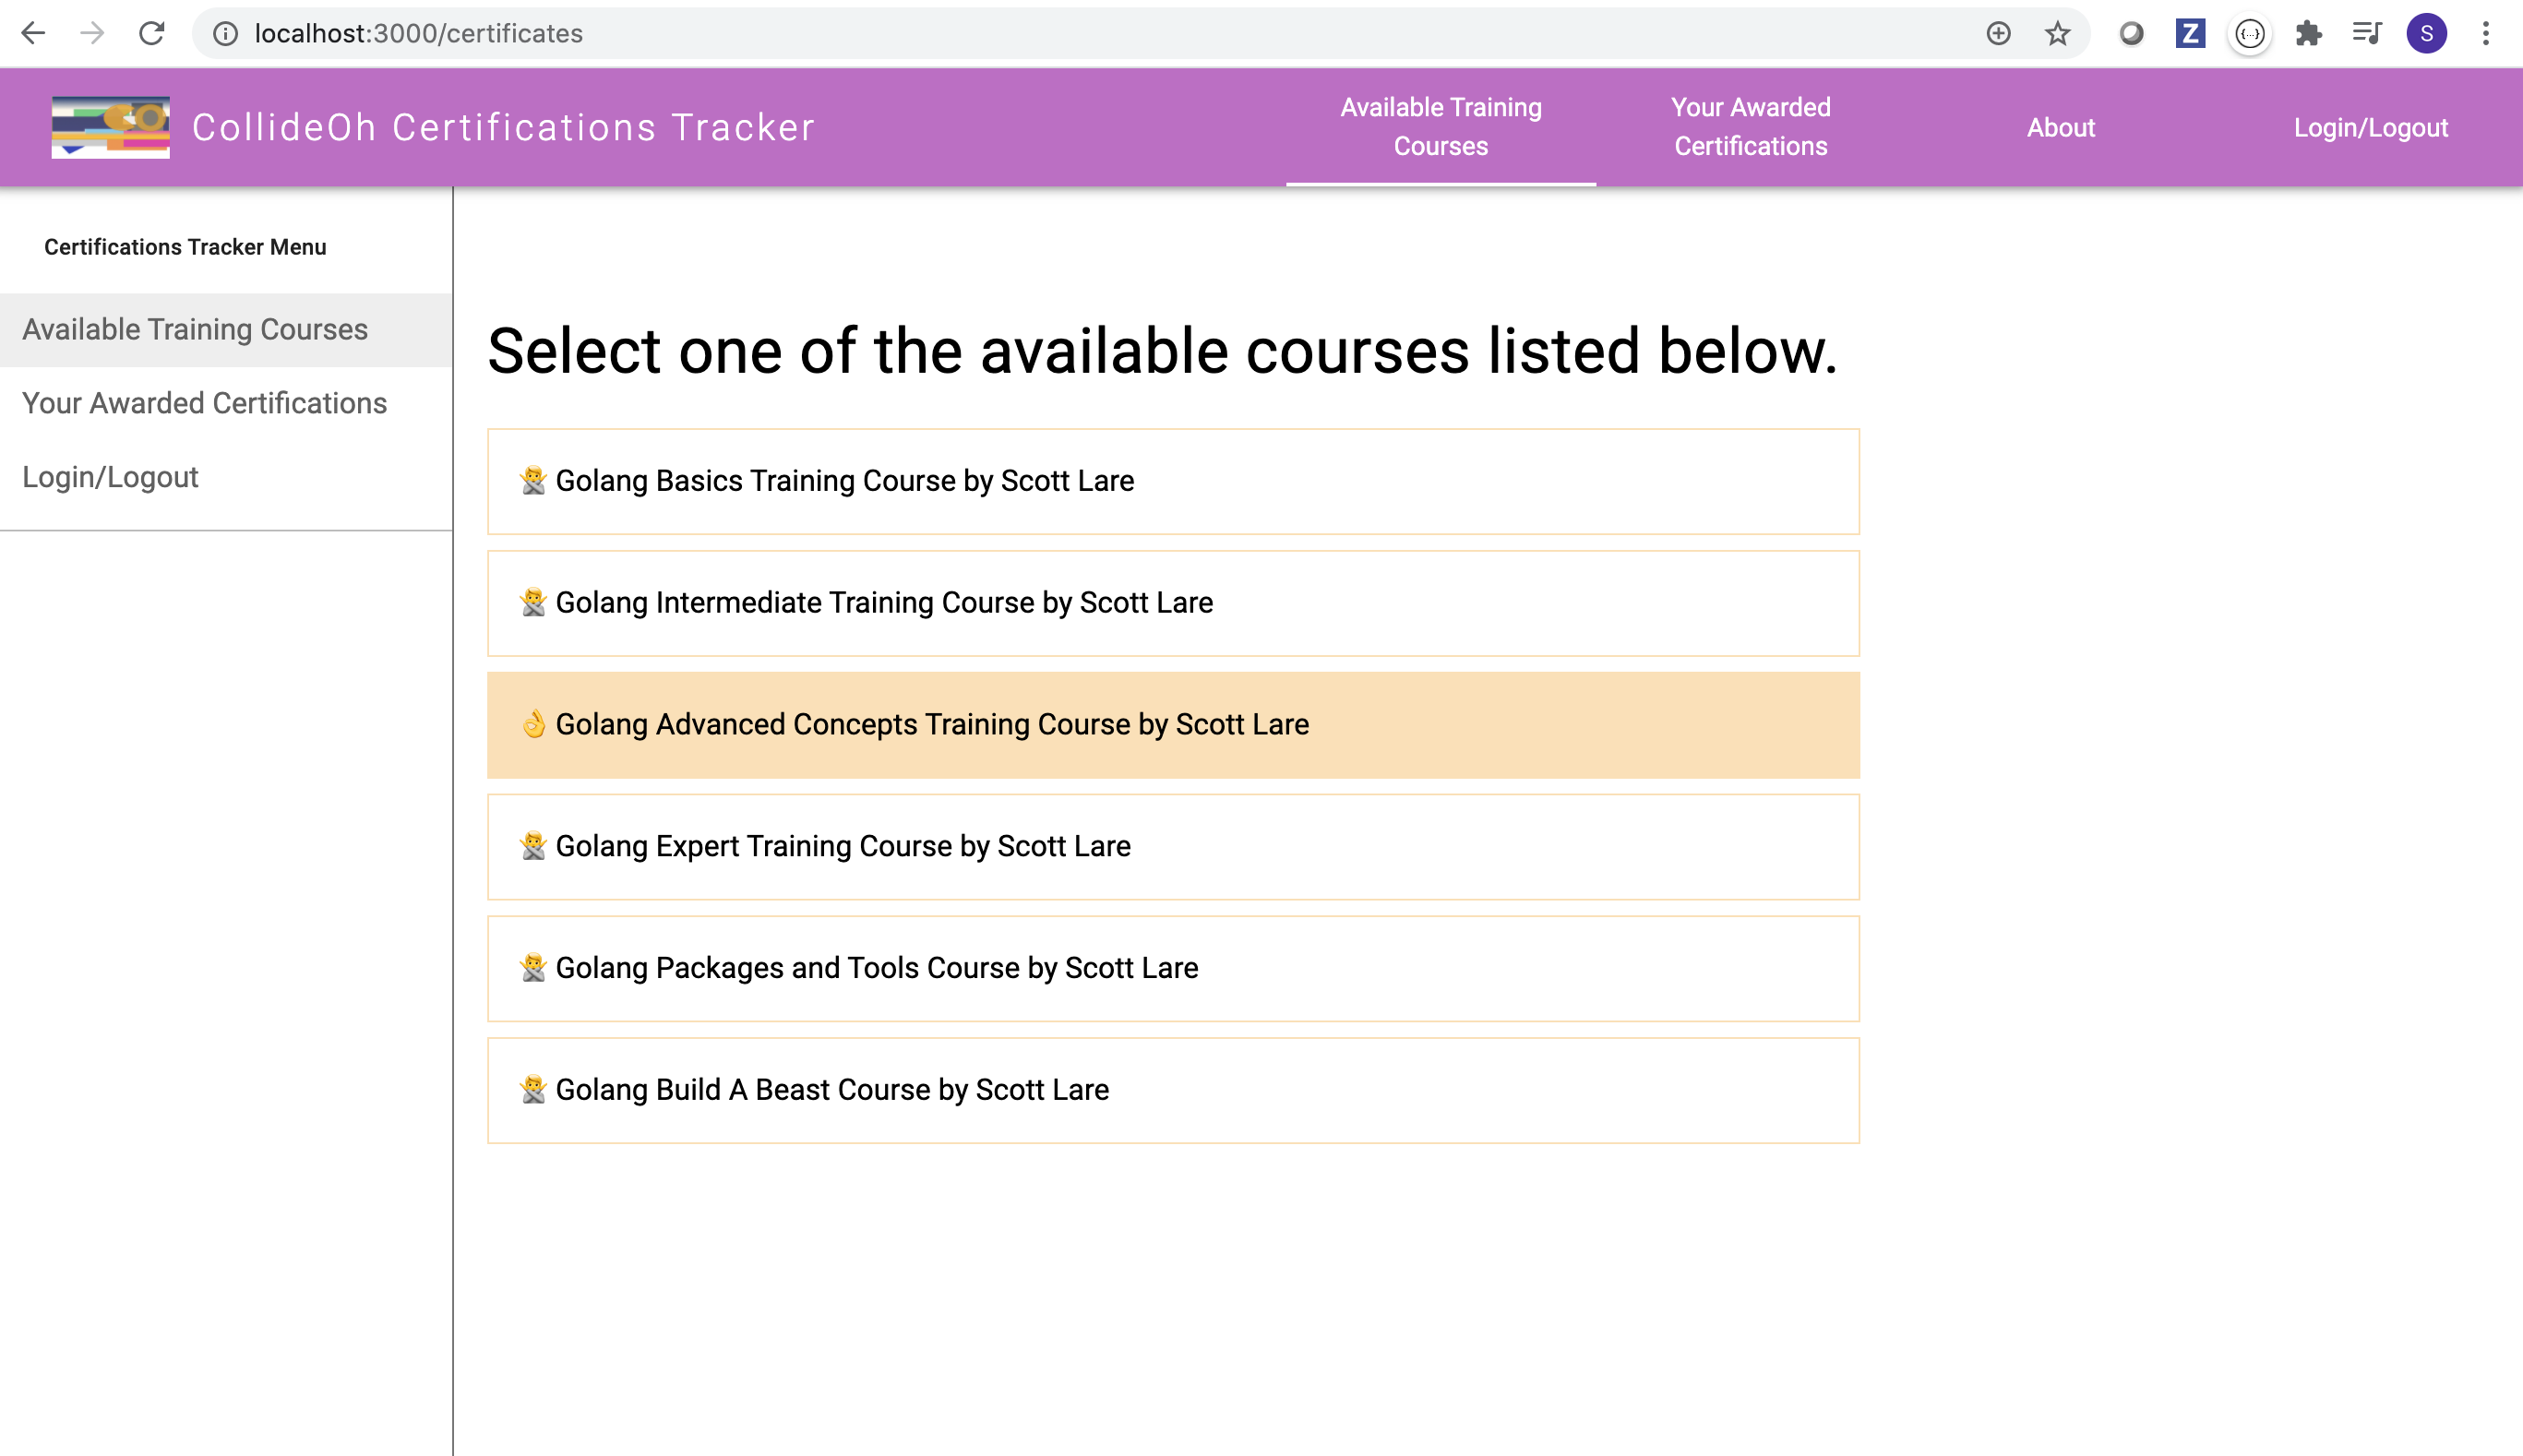 localhost:3000/certificates
Z
{...}
S
CollideOh Certifications Tracker
Available Training
Courses
Your Awarded
Certifications
About
Login/Logout
Certifications Tracker Menu
Available Training Courses
Your Awarded Certifications
Login/Logout
Select one of the available courses listed below.
🙅 Golang Basics Training Course by Scott Lare
🙅 Golang Intermediate Training Course by Scott Lare
👌 Golang Advanced Concepts Training Course by Scott Lare
🙅 Golang Expert Training Course by Scott Lare
🙅 Golang Packages and Tools Course by Scott Lare
🙅 Golang Build A Beast Course by Scott Lare